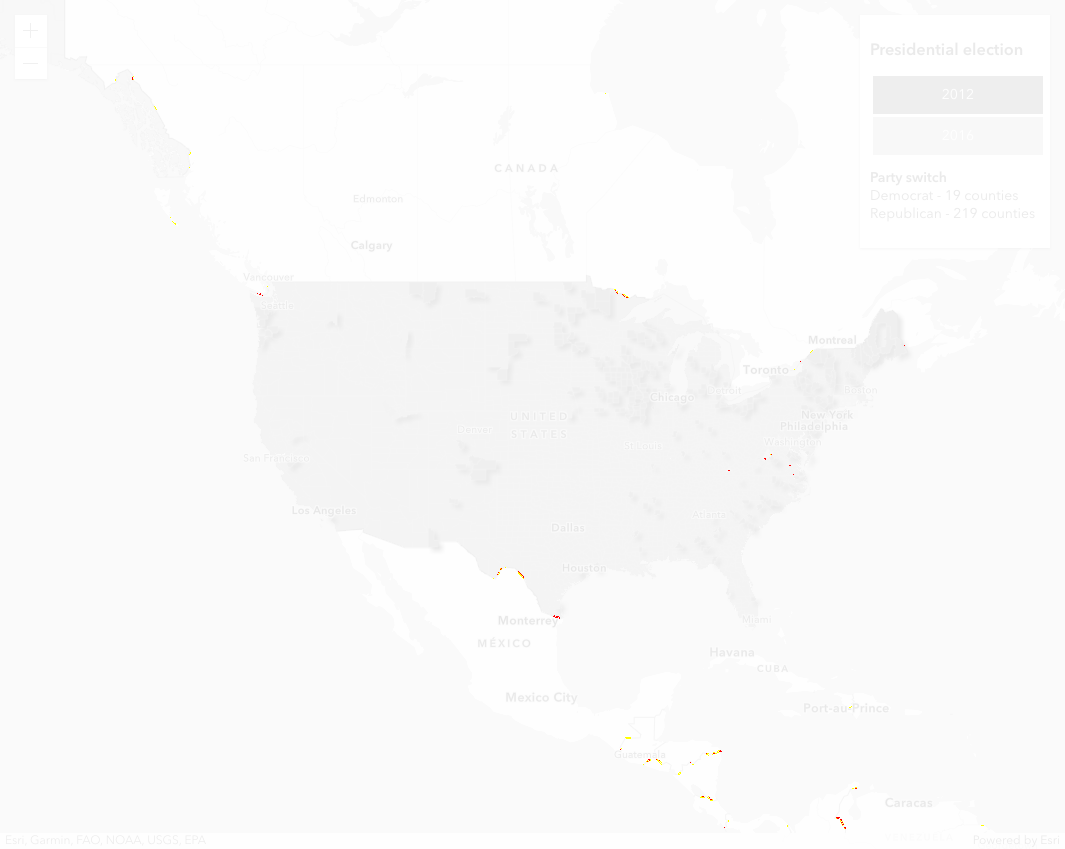 +
Presidential election
2012
–
2016
CANADA
Edmonton
Party switch
Democrat - 19 counties
Republican - 219 counties
Calgary
Vancouver
Seattle
Montreal
Toronto
Detroit
Boston
Chicago
New York
UNITED
Philadelphia
STATES
Denver
St Louis
Washington
San Francisco
Los Angeles
Atlanta
Dallas
Houston
Monterrey
Miami
MÉXICO
Havana
CUBA
Mexico City
Port-au-Prince
Guatemala
Caracas
Esri, Garmin, FAO, NOAA, USGS, EPA
Powered by Esri